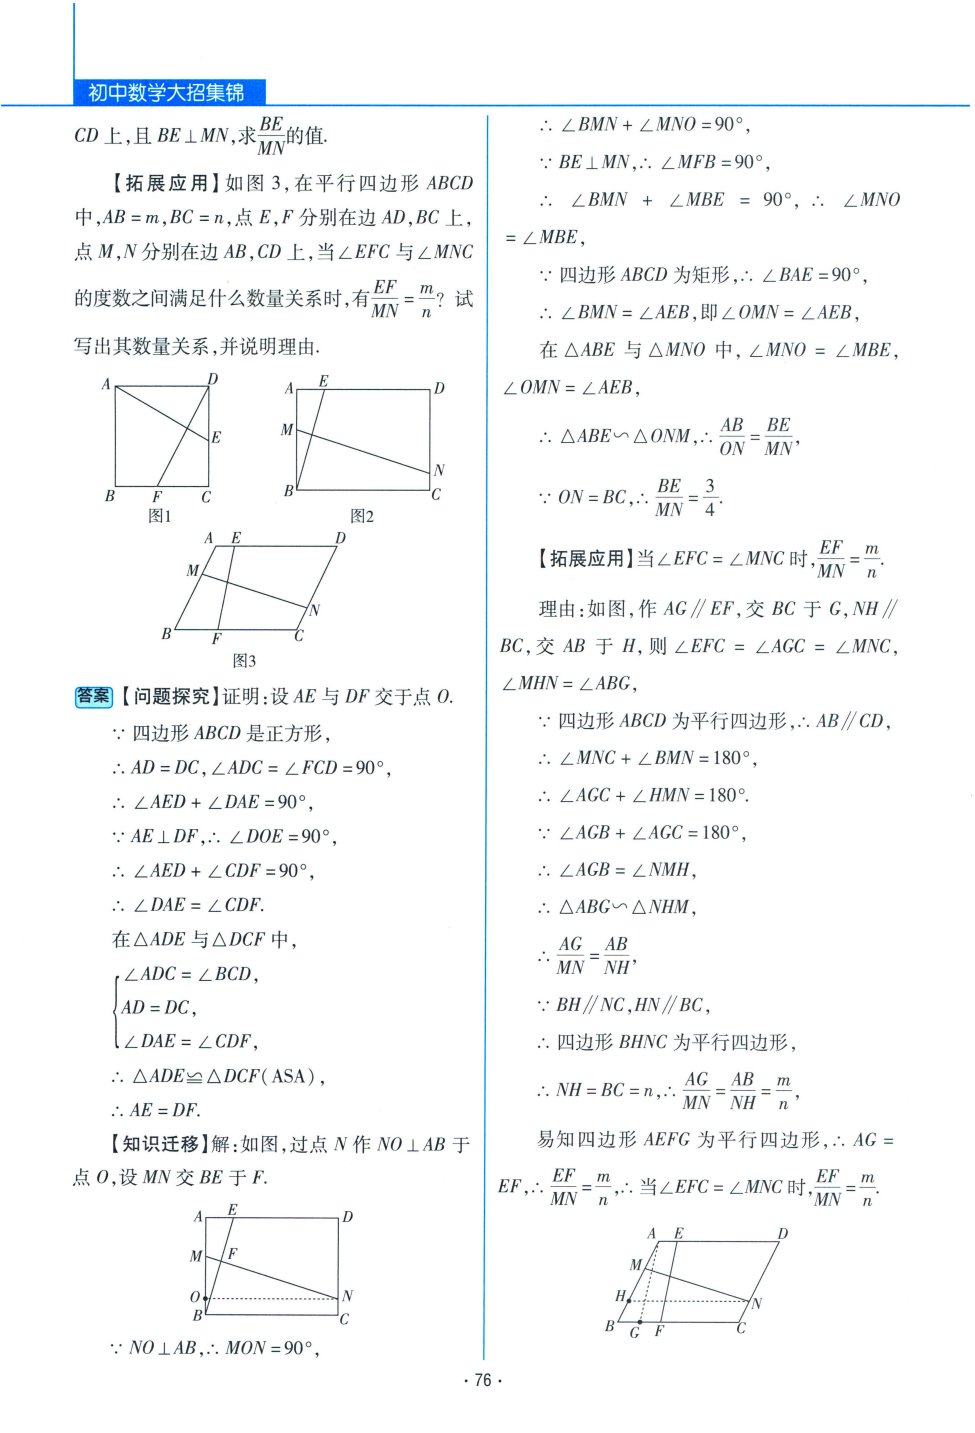 初中数学大招集锦
CD 上,且 BE⊥MN,求BE/MN的值.
【拓展应用】如图 3,在平行四边形 ABCD
中,AB=m,BC=n,点 E,F 分别在边 AD,BC 上,
点 M,N 分别在边 AB,CD 上,当∠EFC 与∠MNC
的度数之间满足什么数量关系时,有EF/MN=m/n? 试
写出其数量关系,并说明理由.
A D E B F C
图1
A E D M N B C
图2
A E D M N B F C
图3
答案【问题探究】证明:设 AE 与 DF 交于点 O.
∵ 四边形 ABCD 是正方形,
∴ AD=DC,∠ADC=∠FCD=90°,
∴ ∠AED+∠DAE=90°,
∵ AE⊥DF,∴ ∠DOE=90°,
∴ ∠AED+∠CDF=90°,
∴ ∠DAE=∠CDF.
在△ADE 与△DCF 中,
∠ADC=∠BCD,
AD=DC,
∠DAE=∠CDF,
∴ △ADE≌△DCF(ASA),
∴ AE=DF.
【知识迁移】解:如图,过点 N 作 NO⊥AB 于
点 O,设 MN 交 BE 于 F.
A E D M F O N B C
∵ NO⊥AB,∴ MON=90°,
∴ ∠BMN+∠MNO=90°,
∵ BE⊥MN,∴ ∠MFB=90°,
∴ ∠BMN + ∠MBE = 90°, ∴ ∠MNO
=∠MBE,
∵ 四边形 ABCD 为矩形,∴ ∠BAE=90°,
∴ ∠BMN=∠AEB,即∠OMN=∠AEB,
在△ABE 与△MNO 中,∠MNO=∠MBE,
∠OMN=∠AEB,
∴ △ABE∽△ONM,∴ AB/ON=BE/MN,
∵ ON=BC,∴ BE/MN=3/4.
【拓展应用】当∠EFC=∠MNC 时,EF/MN=m/n.
理由:如图,作 AG∥EF,交 BC 于 G,NH∥
BC,交 AB 于 H,则∠EFC=∠AGC=∠MNC,
∠MHN=∠ABG,
∵ 四边形 ABCD 为平行四边形,∴ AB∥CD,
∴ ∠MNC+∠BMN=180°,
∴ ∠AGC+∠HMN=180°.
∵ ∠AGB+∠AGC=180°,
∴ ∠AGB=∠NMH,
∴ △ABG∽△NHM,
∴ AG/MN=AB/NH,
∵ BH∥NC,HN∥BC,
∴ 四边形 BHNC 为平行四边形,
∴ NH=BC=n,∴ AG/MN=AB/NH=m/n,
易知四边形 AEFG 为平行四边形,∴ AG=
EF,∴ EF/MN=m/n,∴ 当∠EFC=∠MNC 时,EF/MN=m/n.
A E D M H N B G F C
·76·